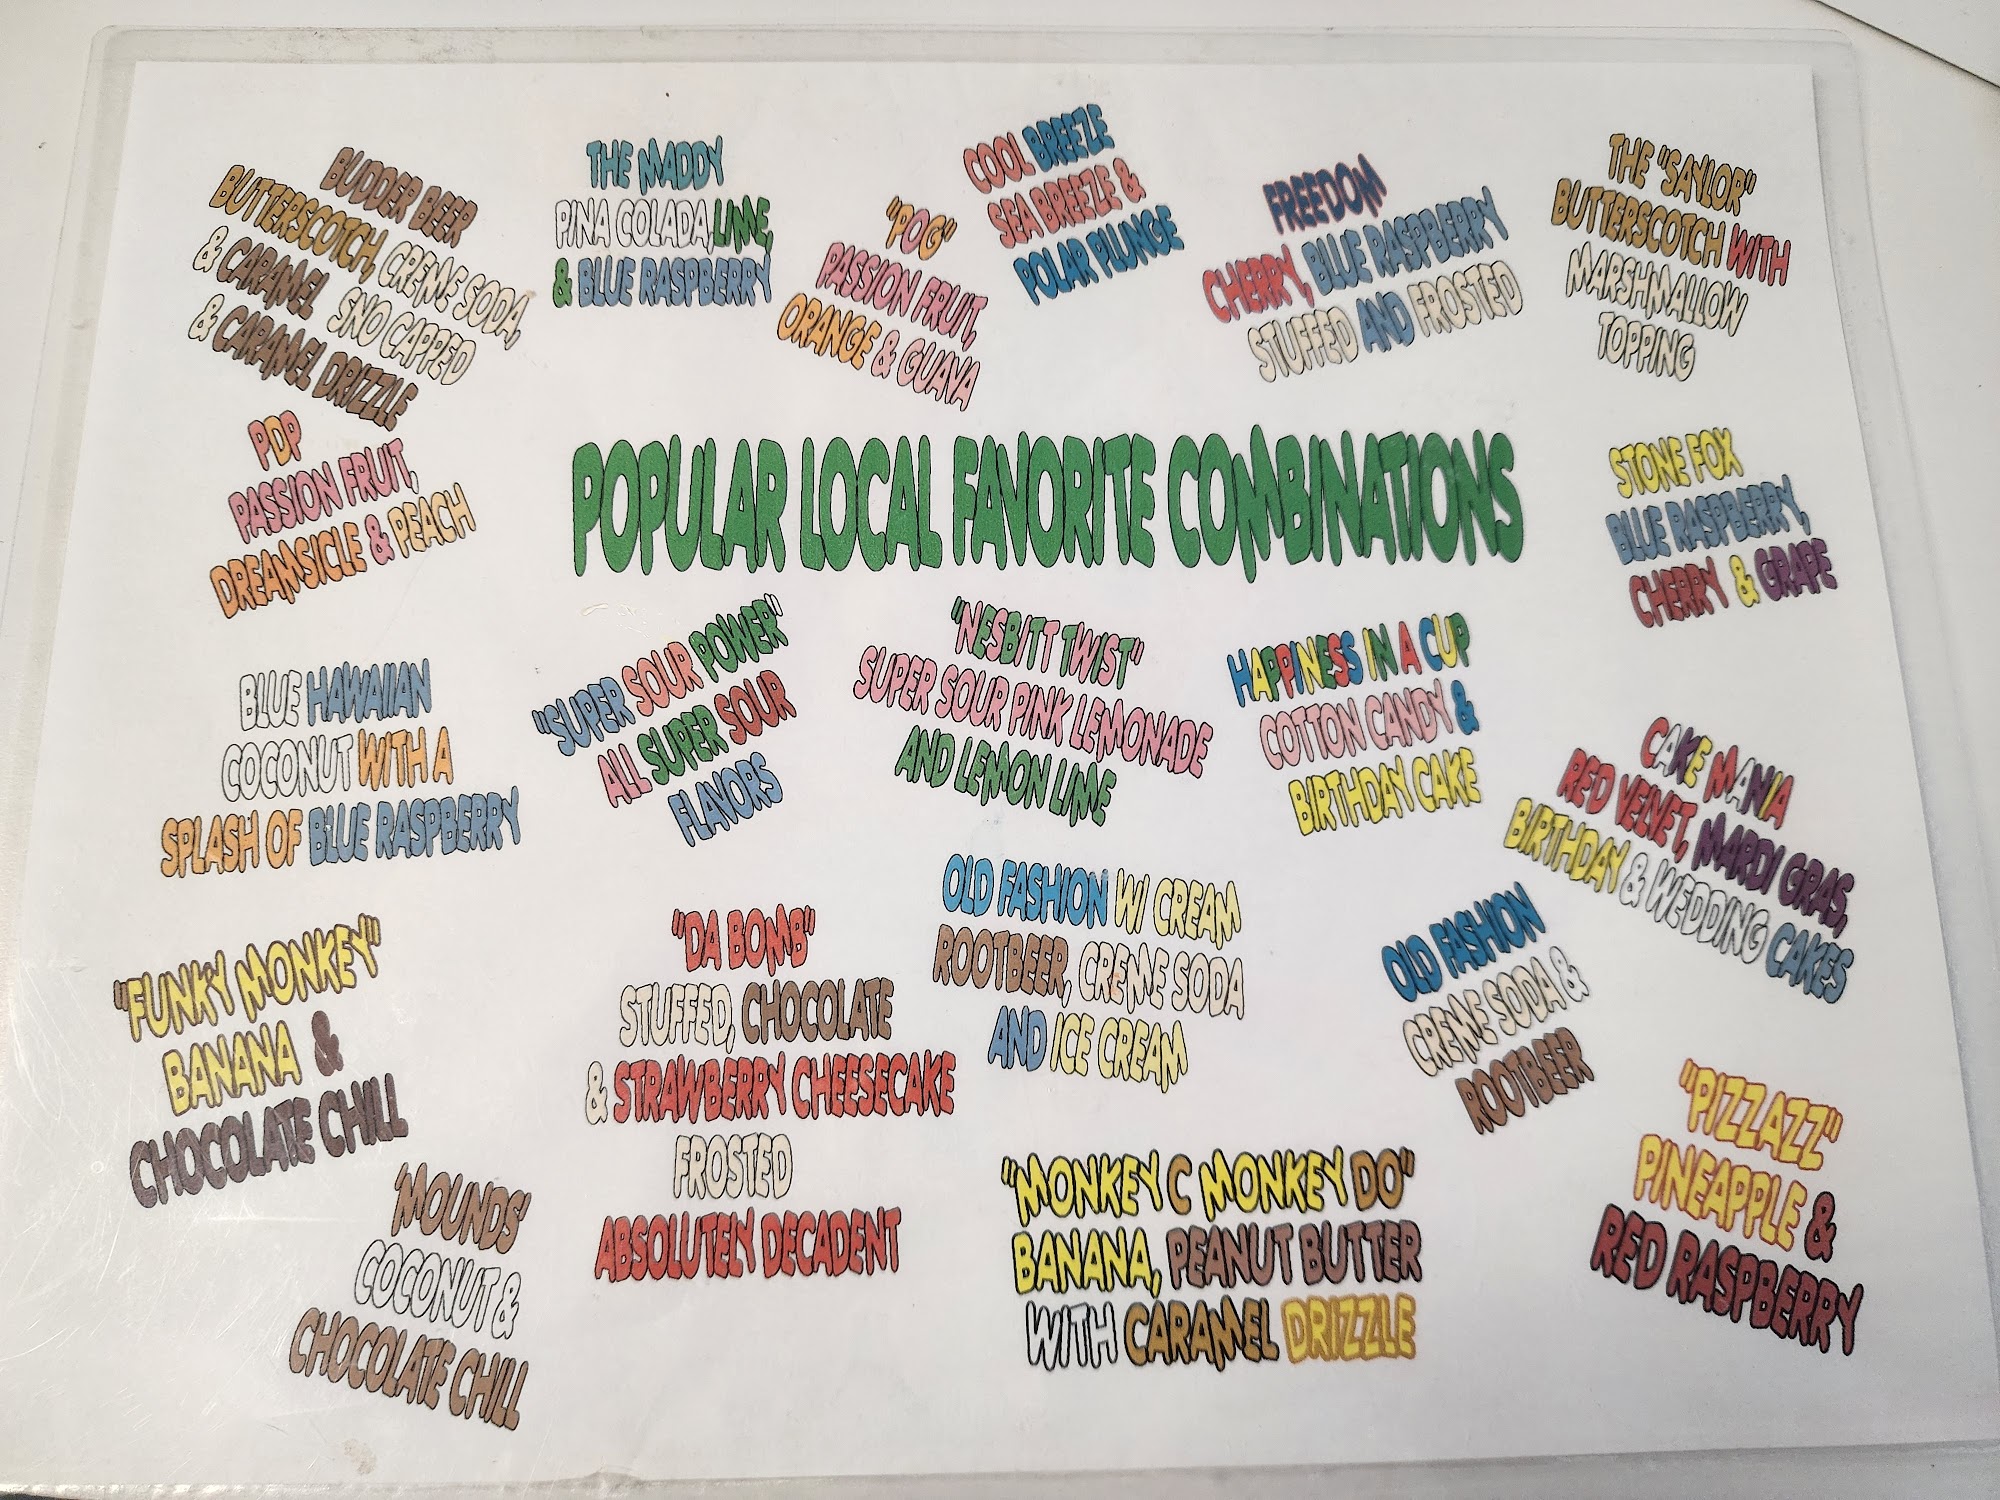 BUDDER BEER
BUTTERSCOTCH, CREME SODA,
& CARAMEL SNO CAPPED
& CARAMEL DRIZZLE
THE MADDY
PINA COLADA, LIME,
& BLUE RASPBERRY
"POG"
PASSION FRUIT,
ORANGE & GUAVA
COOL BREEZE
SEA BREEZE &
POLAR PLUNGE
FREEDOM
CHERRY, BLUE RASPBERRY
STUFFED AND FROSTED
THE "SAYLOR"
BUTTERSCOTCH WITH
MARSHMALLOW
TOPPING
PDP
PASSION FRUIT,
DREAMSICLE & PEACH
POPULAR LOCAL FAVORITE COMBINATIONS
STONE FOX
BLUE RASPBERRY,
CHERRY & GRAPE
BLUE HAWAIIAN
COCONUT WITH A
SPLASH OF BLUE RASPBERRY
"SUPER SOUR POWER"
ALL SUPER SOUR
FLAVORS
"NESBITT TWIST"
SUPER SOUR PINK LEMONADE
AND LEMON LIME
HAPPINESS IN A CUP
COTTON CANDY &
BIRTHDAY CAKE
CAKE MANIA
RED VELVET, MARDI GRAS,
BIRTHDAY & WEDDING CAKES
"FUNKY MONKEY"
BANANA &
CHOCOLATE CHILL
"DA BOMB"
STUFFED, CHOCOLATE
& STRAWBERRY CHEESECAKE
FROSTED
ABSOLUTELY DECADENT
OLD FASHION W/ CREAM
ROOTBEER, CREME SODA
AND ICE CREAM
OLD FASHION
CREME SODA &
ROOTBEER
'MOUNDS'
COCONUT &
CHOCOLATE CHILL
"MONKEY C MONKEY DO"
BANANA, PEANUT BUTTER
WITH CARAMEL DRIZZLE
"PIZZAZZ"
PINEAPPLE &
RED RASPBERRY